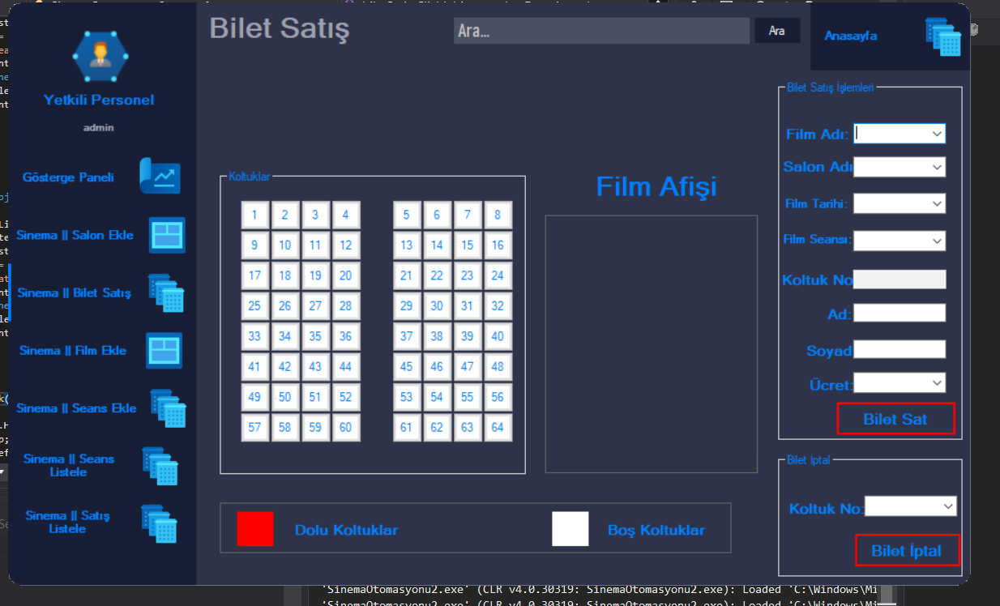 Yetkili Personel
admin
Gösterge Paneli
Sinema || Salon Ekle
Sinema || Bilet Satış
Sinema || Film Ekle
Sinema || Seans Ekle
Sinema || Seans
Listele
Sinema || Satış
Listele
Bilet Satış
Ara...
Ara
Anasayfa
Koltuklar
1 2 3 4 5 6 7 8
9 10 11 12 13 14 15 16
17 18 19 20 21 22 23 24
25 26 27 28 29 30 31 32
33 34 35 36 37 38 39 40
41 42 43 44 45 46 47 48
49 50 51 52 53 54 55 56
57 58 59 60 61 62 63 64
Film Afişi
Dolu Koltuklar
Boş Koltuklar
Bilet Satış İşlemleri
Film Adı:
Salon Adı
Film Tarihi:
Film Seansı:
Koltuk No
Ad:
Soyad
Ücret:
Bilet Sat
Bilet İptal
Koltuk No:
Bilet İptal
'SinemaOtomasyonu2.exe' (CLR v4.0.30319: SinemaOtomasyonu2.exe): Loaded 'C:\Windows\Mi
'SinemaOtomasyonu2.exe' (CLR v4.0.30319: SinemaOtomasyonu2.exe): Loaded 'C:\Windows\Mi